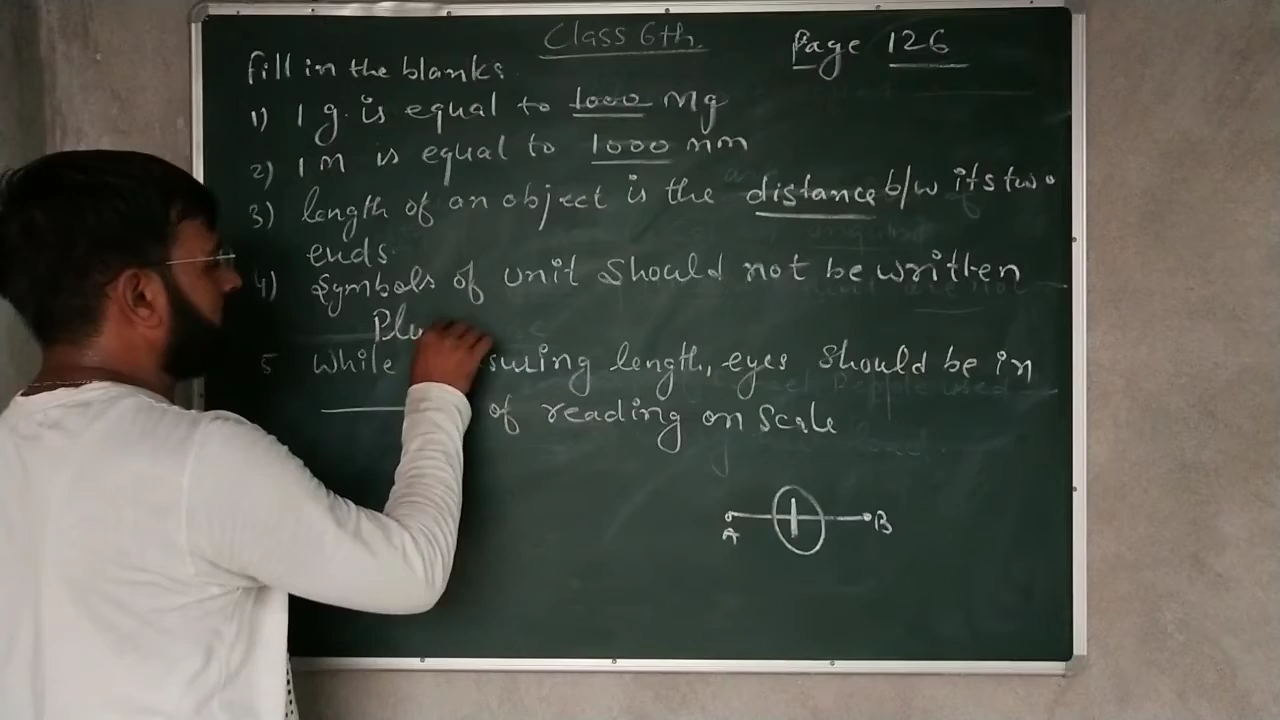 Class 6th.
Page 126
fill in the blanks
1) 1 g. is equal to 1000 Mg
2) 1 M is equal to 1000 mm
3) length of an object is the distance b/w its two
ends.
4) Symbols of unit should not be written
Plu
5 While suring length, eyes should be in
of reading on Scale
A
B